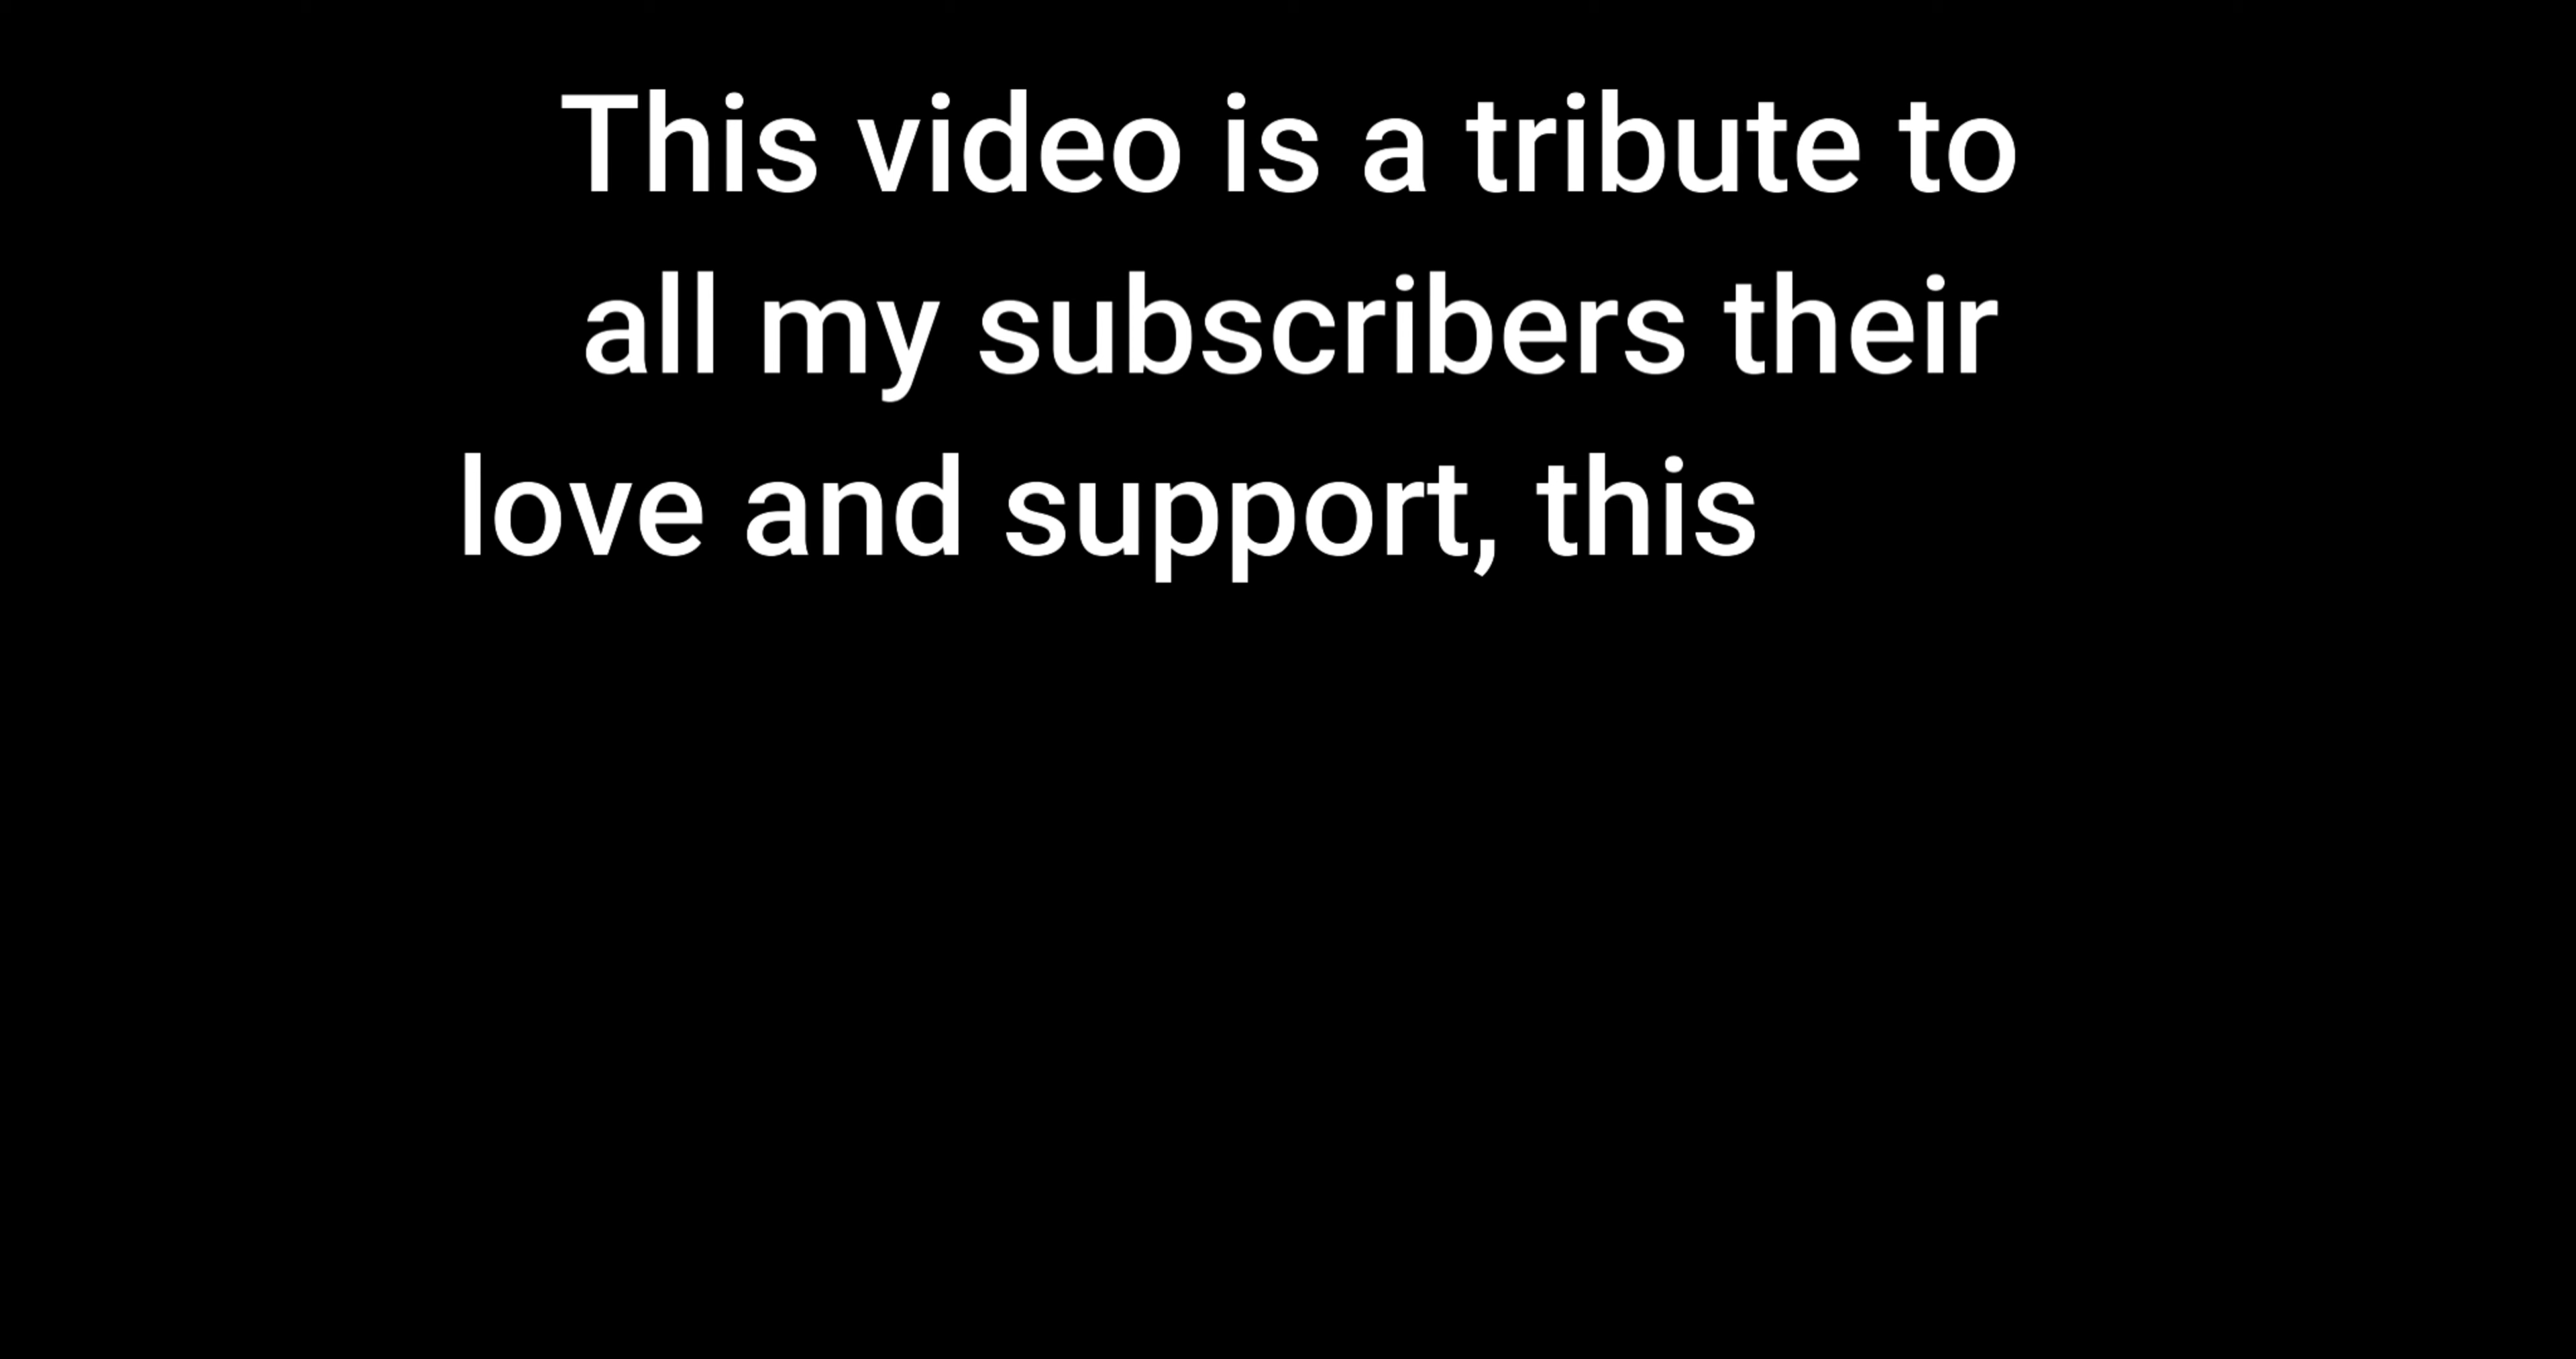 This video is a tribute to
all my subscribers their
love and support, this